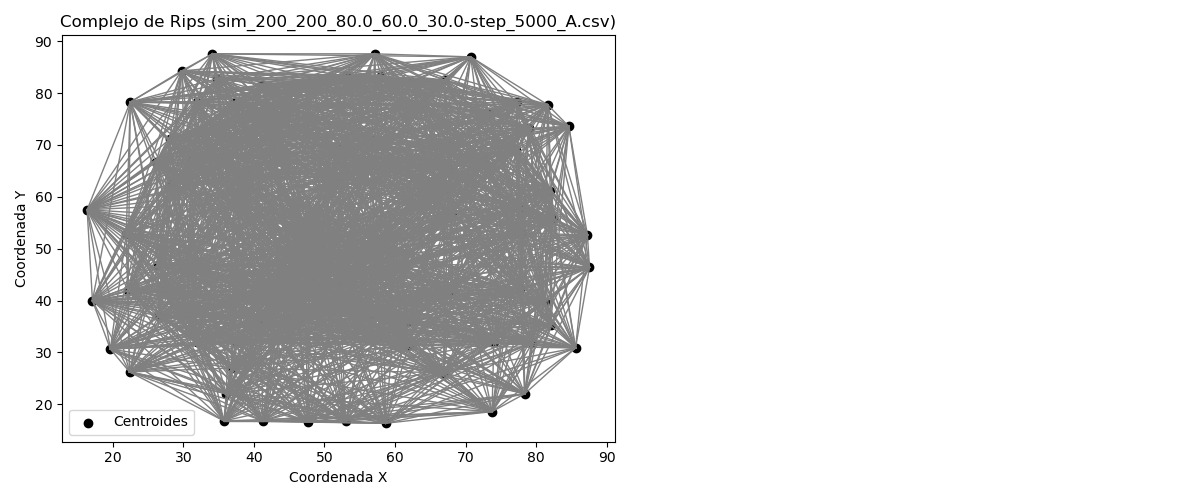 Complejo de Rips (sim_200_200_80.0_60.0_30.0-step_5000_A.csv)
90
80
70
60
50
40
30
20
Coordenada Y
Centroides
20 30 40 50 60 70 80 90
Coordenada X